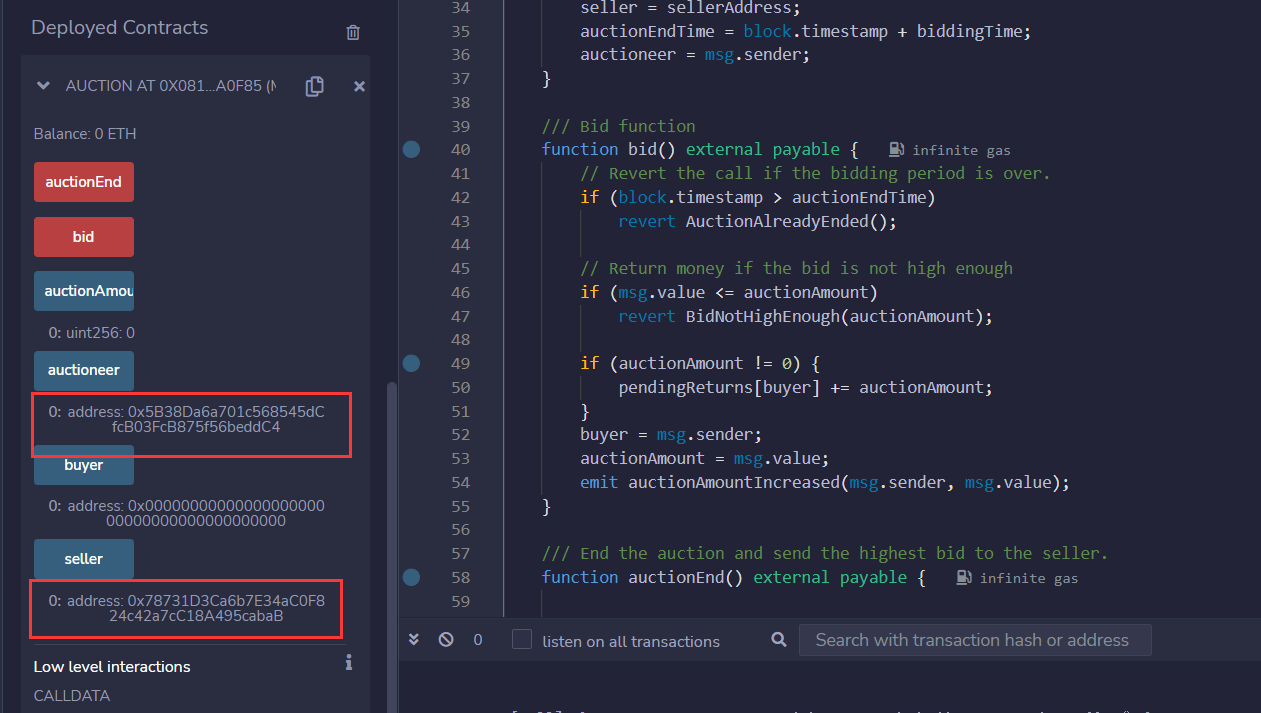 Deployed Contracts
AUCTION AT 0X081...A0F85 (M
Balance: 0 ETH
auctionEnd
bid
auctionAmou
0: uint256: 0
auctioneer
0: address: 0x5B38Da6a701c568545dC
fcB03FcB875f56beddC4
buyer
0: address: 0x00000000000000000000
00000000000000000000
seller
0: address: 0x78731D3Ca6b7E34aC0F8
24c42a7cC18A495cabaB
Low level interactions
i
CALLDATA
34 seller = sellerAddress;
35 auctionEndTime = block.timestamp + biddingTime;
36 auctioneer = msg.sender;
37 }
38
39 /// Bid function
40 function bid() external payable { infinite gas
41 // Revert the call if the bidding period is over.
42 if (block.timestamp > auctionEndTime)
43 revert AuctionAlreadyEnded();
44
45 // Return money if the bid is not high enough
46 if (msg.value <= auctionAmount)
47 revert BidNotHighEnough(auctionAmount);
48
49 if (auctionAmount != 0) {
50 pendingReturns[buyer] += auctionAmount;
51 }
52 buyer = msg.sender;
53 auctionAmount = msg.value;
54 emit auctionAmountIncreased(msg.sender, msg.value);
55 }
56
57 /// End the auction and send the highest bid to the seller.
58 function auctionEnd() external payable { infinite gas
59
0 listen on all transactions Search with transaction hash or address